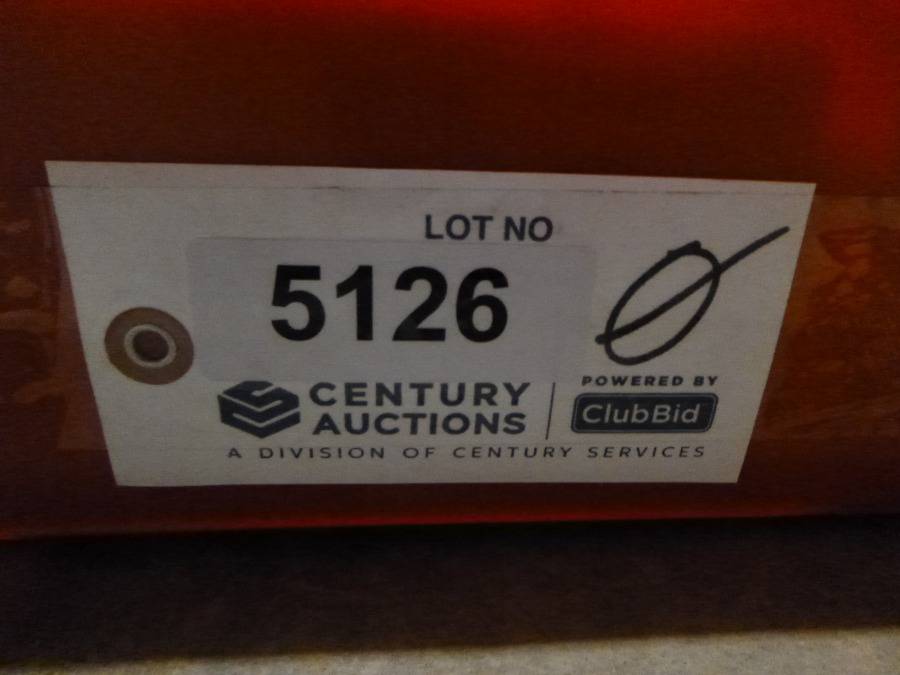 LOT NO
5126
CENTURY
AUCTIONS
POWERED BY
ClubBid
A DIVISION OF CENTURY SERVICES